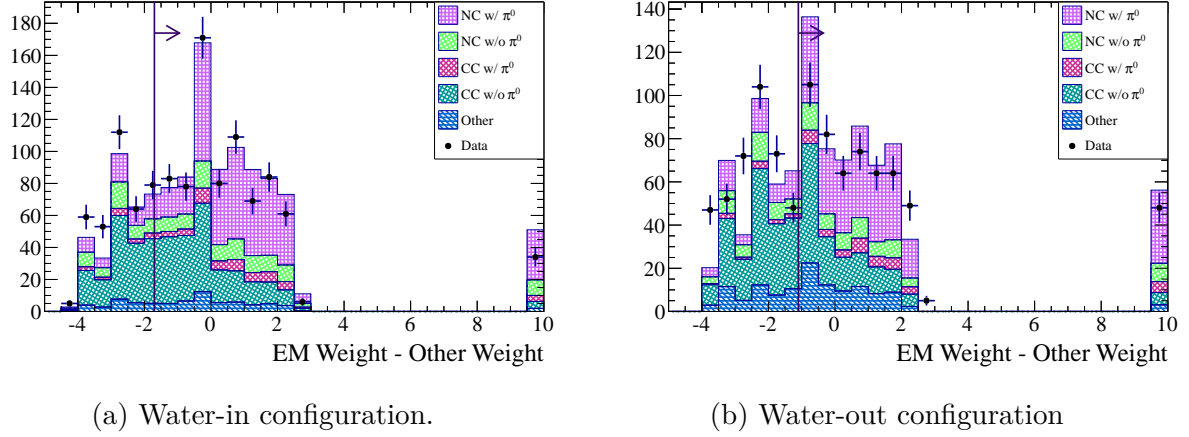 180
160
140
120
100
80
60
40
20
0
-4 -2 0 2 4 6 8 10
EM Weight - Other Weight
NC w/ π⁰
NC w/o π⁰
CC w/ π⁰
CC w/o π⁰
Other
Data
(a) Water-in configuration.
140
120
100
80
60
40
20
0
-4 -2 0 2 4 6 8 10
EM Weight - Other Weight
NC w/ π⁰
NC w/o π⁰
CC w/ π⁰
CC w/o π⁰
Other
Data
(b) Water-out configuration